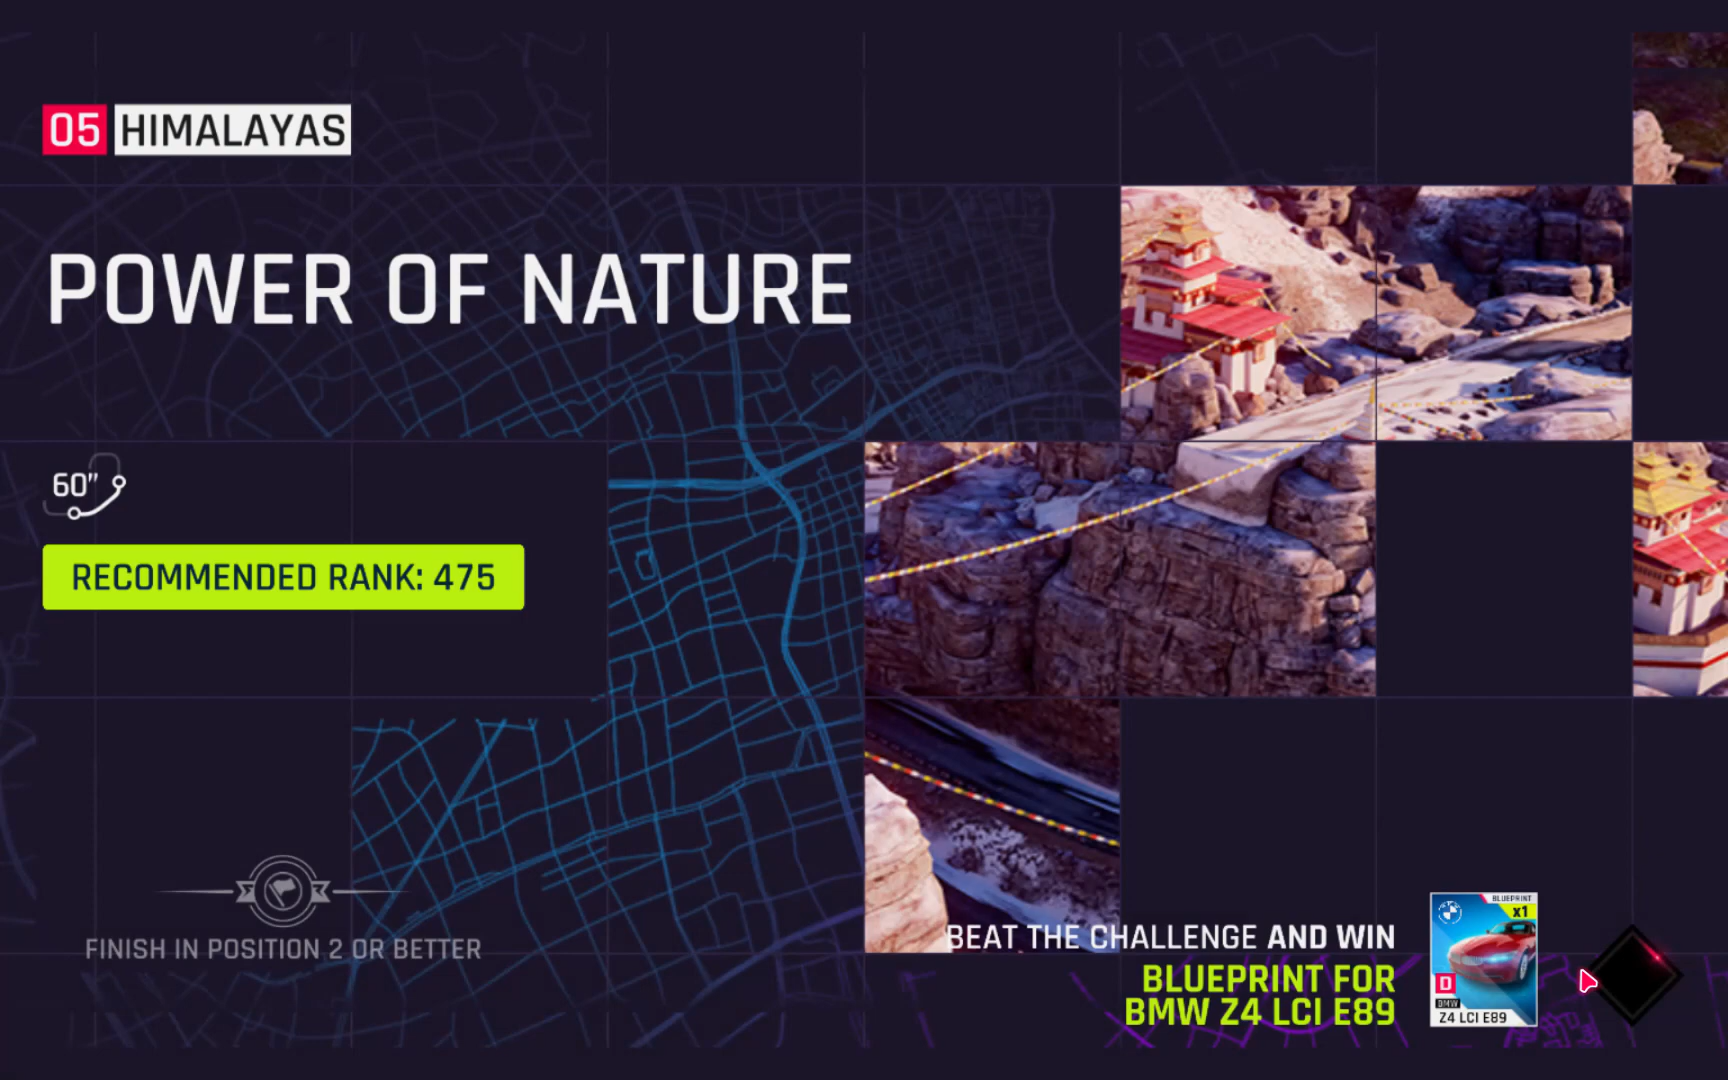 05 HIMALAYAS
POWER OF NATURE
60"
RECOMMENDED RANK: 475
FINISH IN POSITION 2 OR BETTER
BEAT THE CHALLENGE AND WIN
BLUEPRINT FOR
BMW Z4 LCI E89
BLUEPRINT
x1
D
BMW
Z4 LCI E89